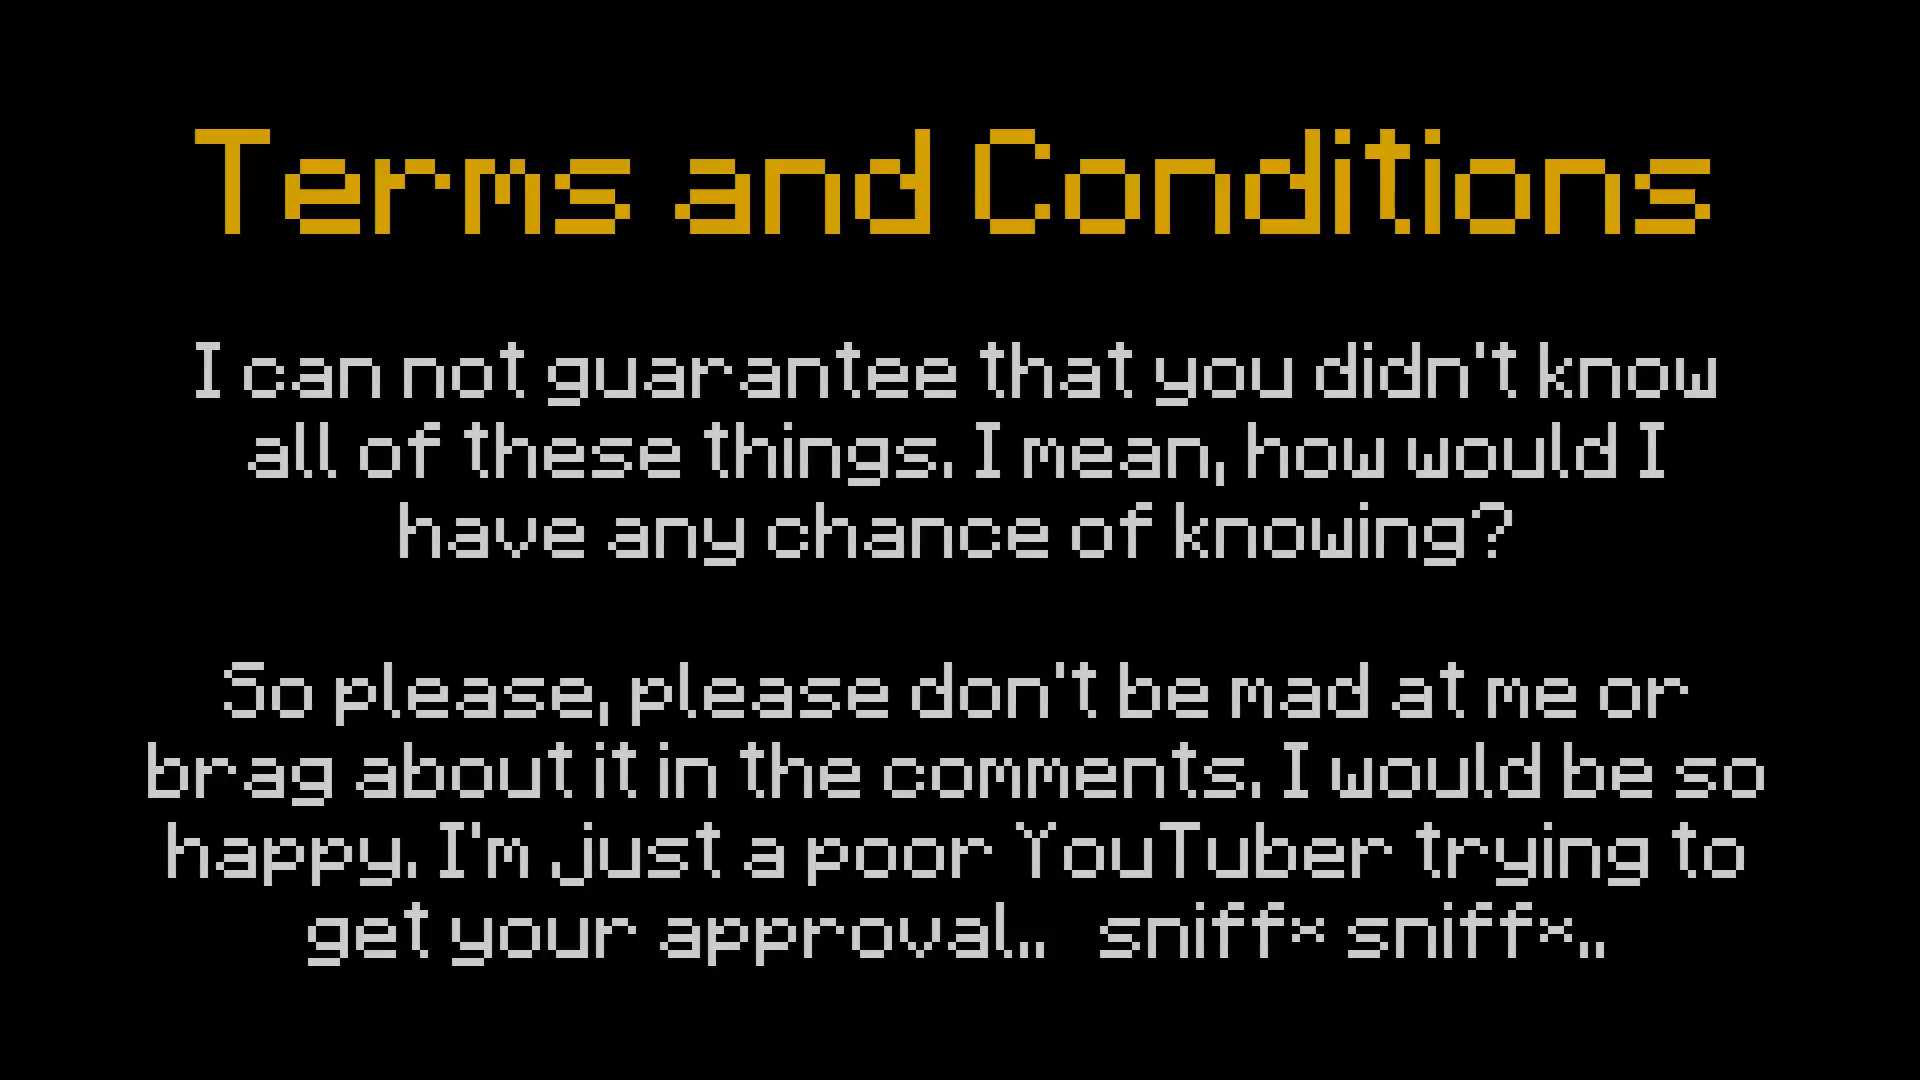 Terms and Conditions
I can not guarantee that you didn't know
all of these things. I mean, how would I
have any chance of knowing?
So please, please don't be mad at me or
brag about it in the comments. I would be so
happy. I'm just a poor YouTuber trying to
get your approval.. sniff* sniff*..